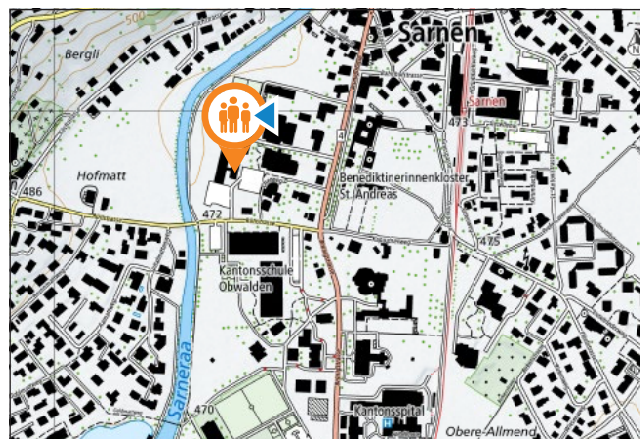 Sarnen
500
Bergli
Sarnen
473
4
Hofmatt
Benediktinerinnenkloster
St. Andreas
486
472
475
Kantonsschule
Obwalden
Sarneraa
470
Kantonsspital
H
Obere-Allmend